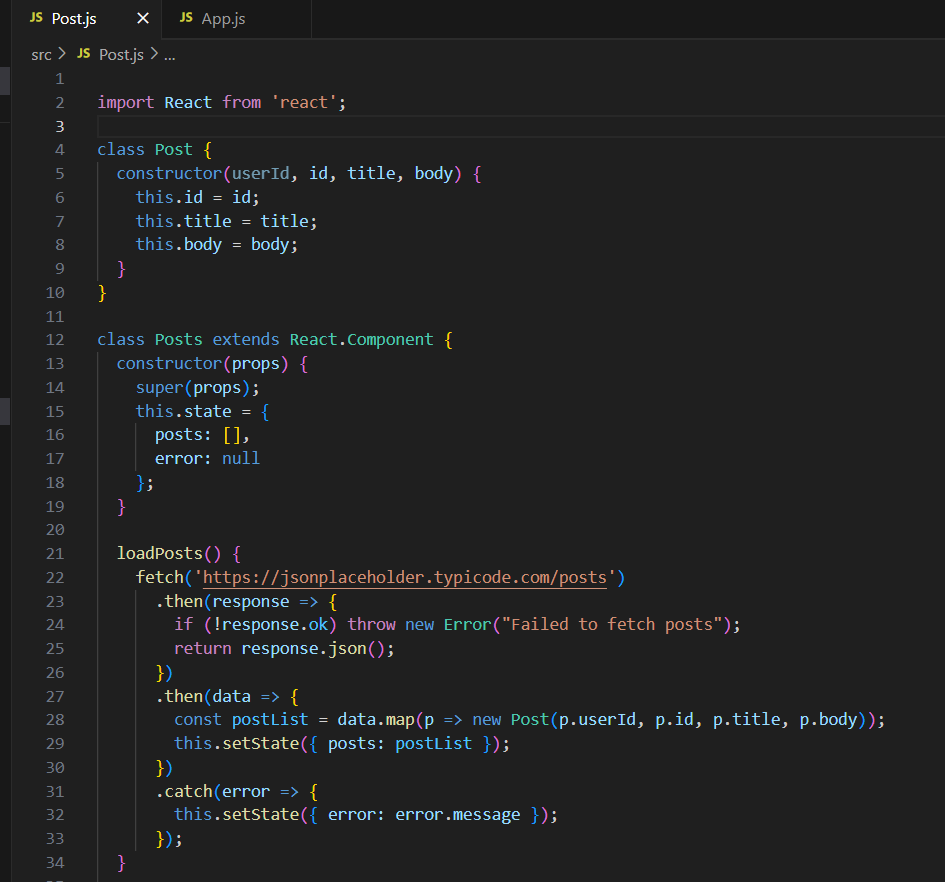 JS Post.js × JS App.js
src > JS Post.js > ...
1
2 import React from 'react';
3
4 class Post {
5   constructor(userId, id, title, body) {
6     this.id = id;
7     this.title = title;
8     this.body = body;
9   }
10 }
11
12 class Posts extends React.Component {
13   constructor(props) {
14     super(props);
15     this.state = {
16       posts: [],
17       error: null
18     };
19   }
20
21   loadPosts() {
22     fetch('https://jsonplaceholder.typicode.com/posts')
23       .then(response => {
24         if (!response.ok) throw new Error("Failed to fetch posts");
25         return response.json();
26       })
27       .then(data => {
28         const postList = data.map(p => new Post(p.userId, p.id, p.title, p.body));
29         this.setState({ posts: postList });
30       })
31       .catch(error => {
32         this.setState({ error: error.message });
33       });
34   }